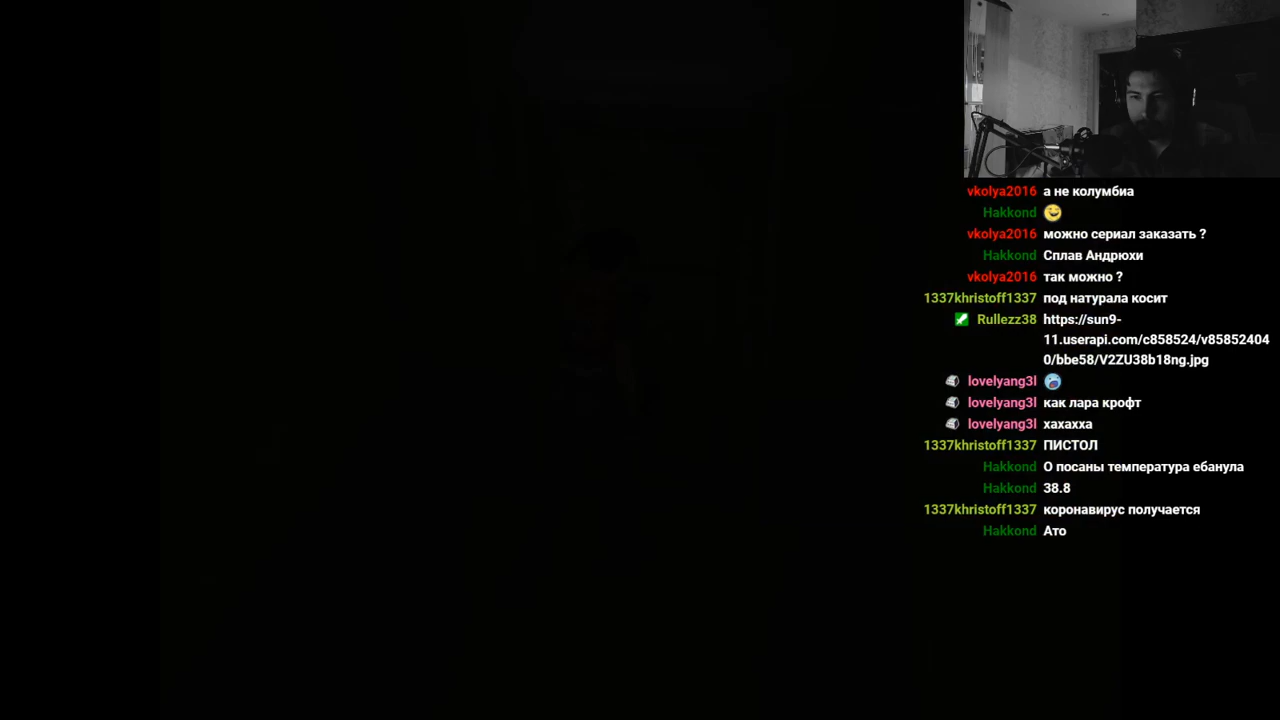 vkolya2016 а не колумбиа
Hakkond
vkolya2016 можно сериал заказать ?
Hakkond Сплав Андрюхи
vkolya2016 так можно ?
1337khristoff1337 под натурала косит
Rullezz38 https://sun9-
11.userapi.com/c858524/v85852404
0/bbe58/V2ZU38b18ng.jpg
lovelyang3l
lovelyang3l как лара крофт
lovelyang3l хахахха
1337khristoff1337 ПИСТОЛ
Hakkond О посаны температура ебанула
Hakkond 38.8
1337khristoff1337 коронавирус получается
Hakkond Ато